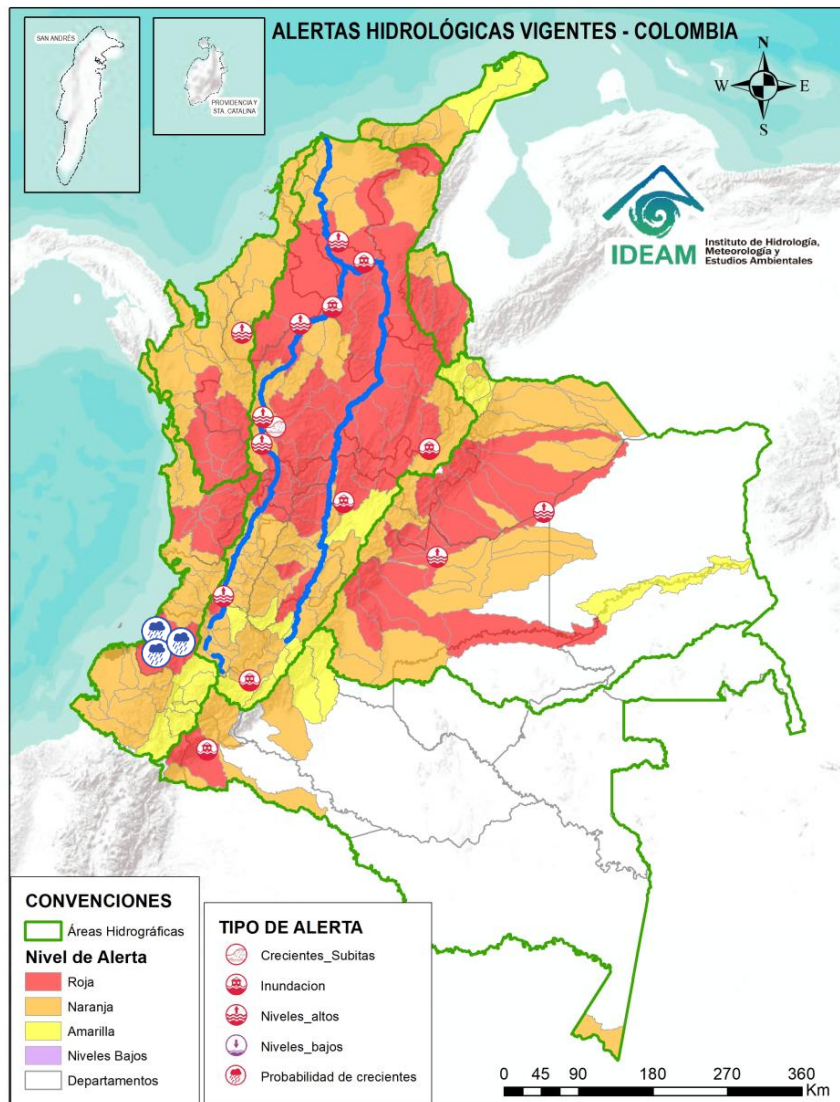 ALERTAS HIDROLÓGICAS VIGENTES - COLOMBIA
SAN ANDRÉS
PROVIDENCIA Y
STA. CATALINA
N
W
E
S
IDEAM
Instituto de Hidrología,
Meteorología y
Estudios Ambientales
CONVENCIONES
Áreas Hidrográficas
Nivel de Alerta
Roja
Naranja
Amarilla
Niveles Bajos
Departamentos
TIPO DE ALERTA
Crecientes_Subitas
Inundacion
Niveles_altos
Niveles_bajos
Probabilidad de crecientes
0 45 90 180 270 360
Km